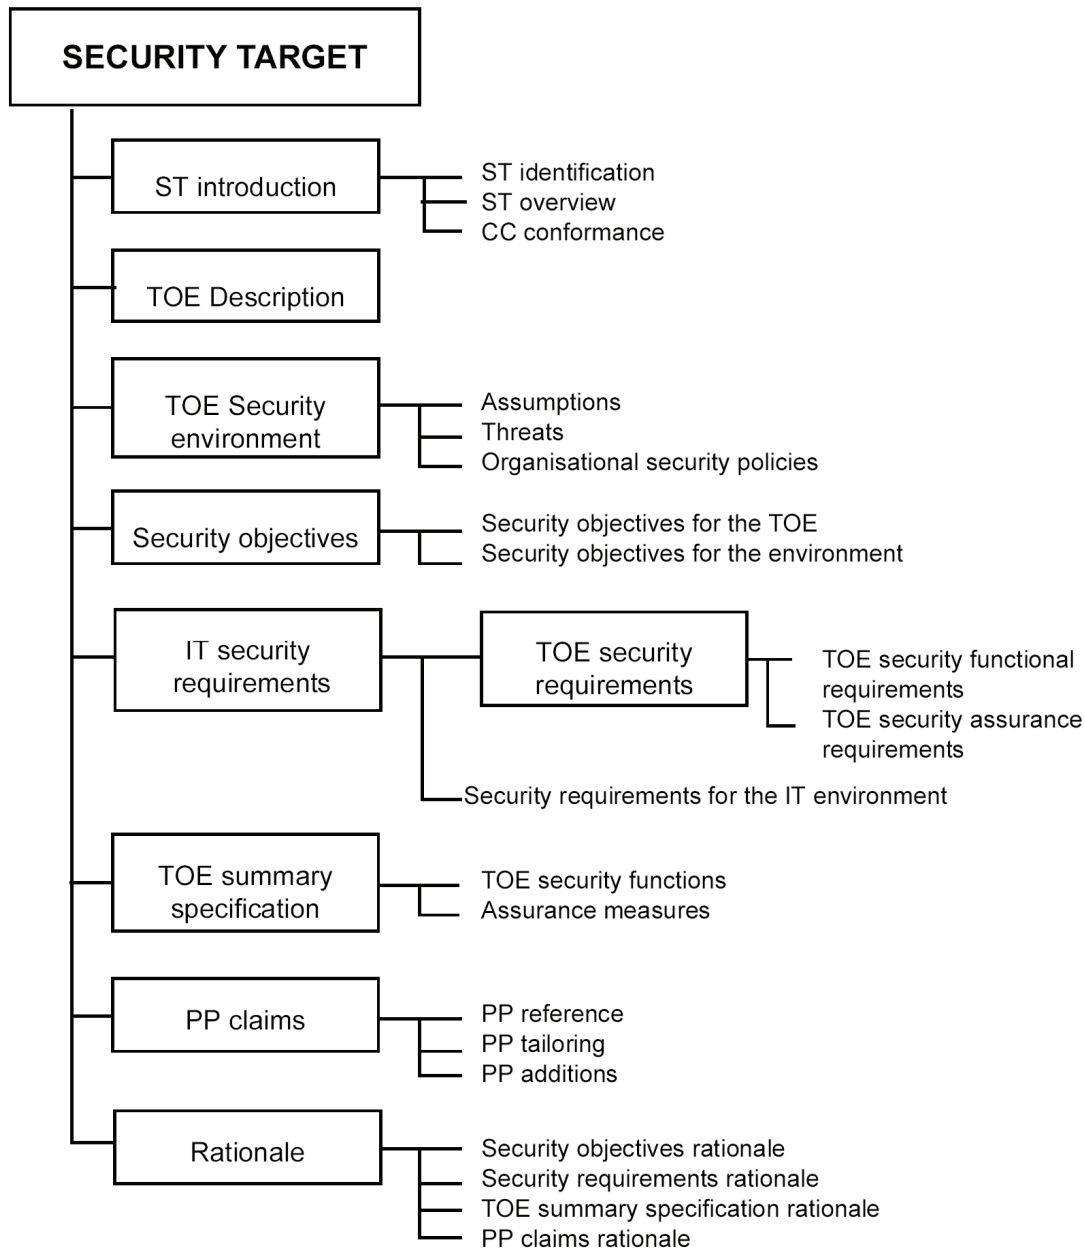 SECURITY TARGET
ST introduction
ST identification
ST overview
CC conformance
TOE Description
TOE Security
environment
Assumptions
Threats
Organisational security policies
Security objectives
Security objectives for the TOE
Security objectives for the environment
IT security
requirements
TOE security
requirements
TOE security functional
requirements
TOE security assurance
requirements
Security requirements for the IT environment
TOE summary
specification
TOE security functions
Assurance measures
PP claims
PP reference
PP tailoring
PP additions
Rationale
Security objectives rationale
Security requirements rationale
TOE summary specification rationale
PP claims rationale